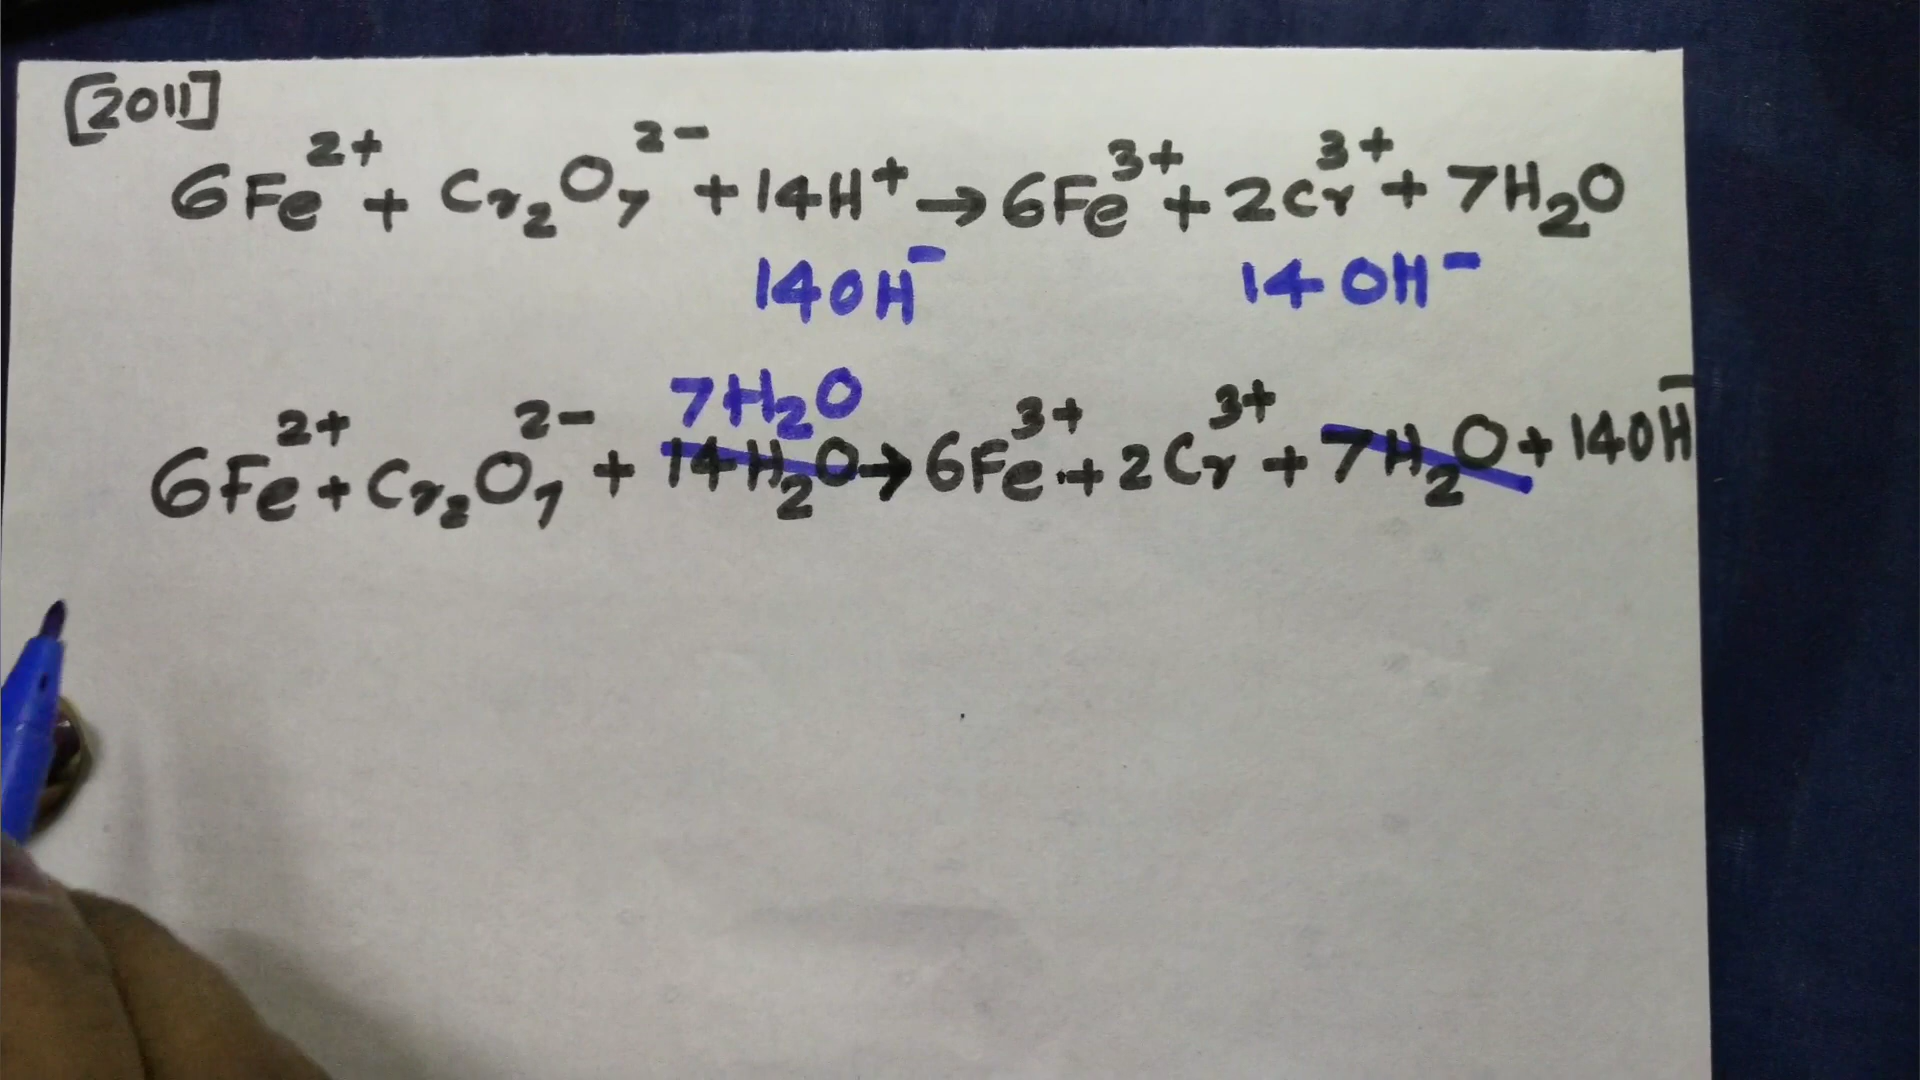 [2011]
6Fe²⁺ + Cr₂O₇²⁻ + 14H⁺ → 6Fe³⁺ + 2Cr³⁺ + 7H₂O
14OH⁻ 14OH⁻
7H₂O
6Fe²⁺ + Cr₂O₇²⁻ + 14H₂O → 6Fe³⁺ + 2Cr³⁺ + 7H₂O + 14OH⁻